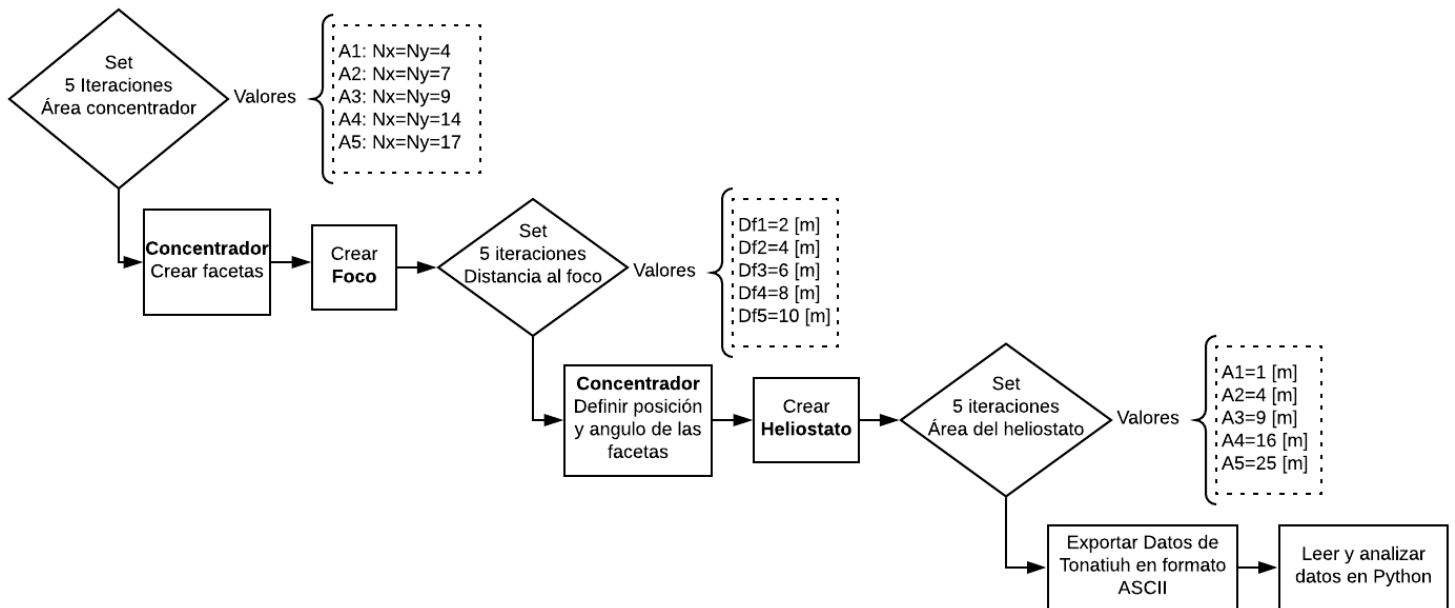 Set
5 Iteraciones
Área concentrador
Valores
A1: Nx=Ny=4
A2: Nx=Ny=7
A3: Nx=Ny=9
A4: Nx=Ny=14
A5: Nx=Ny=17
Concentrador
Crear facetas
Crear
Foco
Set
5 iteraciones
Distancia al foco
Valores
Df1=2 [m]
Df2=4 [m]
Df3=6 [m]
Df4=8 [m]
Df5=10 [m]
Concentrador
Definir posición
y angulo de las
facetas
Crear
Heliostato
Set
5 iteraciones
Área del heliostato
Valores
A1=1 [m]
A2=4 [m]
A3=9 [m]
A4=16 [m]
A5=25 [m]
Exportar Datos de
Tonatiuh en formato
ASCII
Leer y analizar
datos en Python